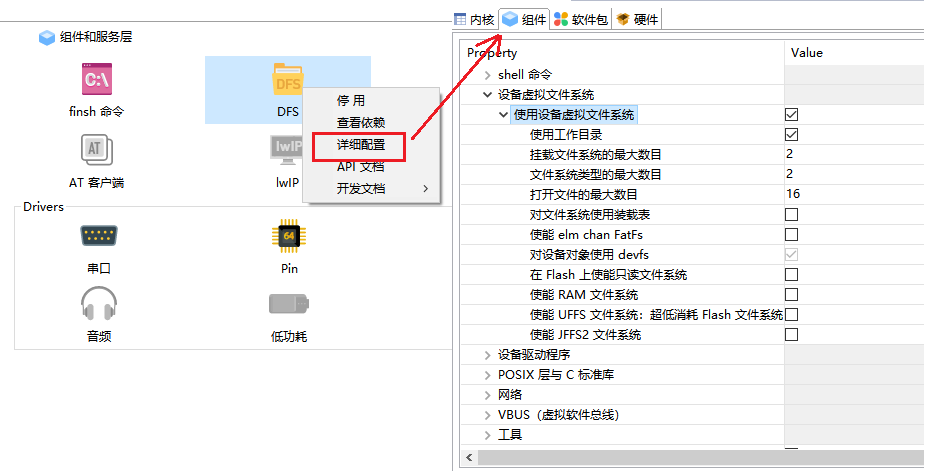 组件和服务层
C:\
finsh 命令
DFS
DFS
AT
AT 客户端
lwIP
lwIP
停 用
查看依赖
详细配置
API 文档
开发文档
Drivers
串口
64
Pin
音频
低功耗
内核
组件
软件包
硬件
Property Value
shell 命令
设备虚拟文件系统
使用设备虚拟文件系统
使用工作目录
挂载文件系统的最大数目 2
文件系统类型的最大数目 2
打开文件的最大数目 16
对文件系统使用装载表
使能 elm chan FatFs
对设备对象使用 devfs
在 Flash 上使能只读文件系统
使能 RAM 文件系统
使能 UFFS 文件系统：超低消耗 Flash 文件系统
使能 JFFS2 文件系统
设备驱动程序
POSIX 层与 C 标准库
网络
VBUS（虚拟软件总线）
工具